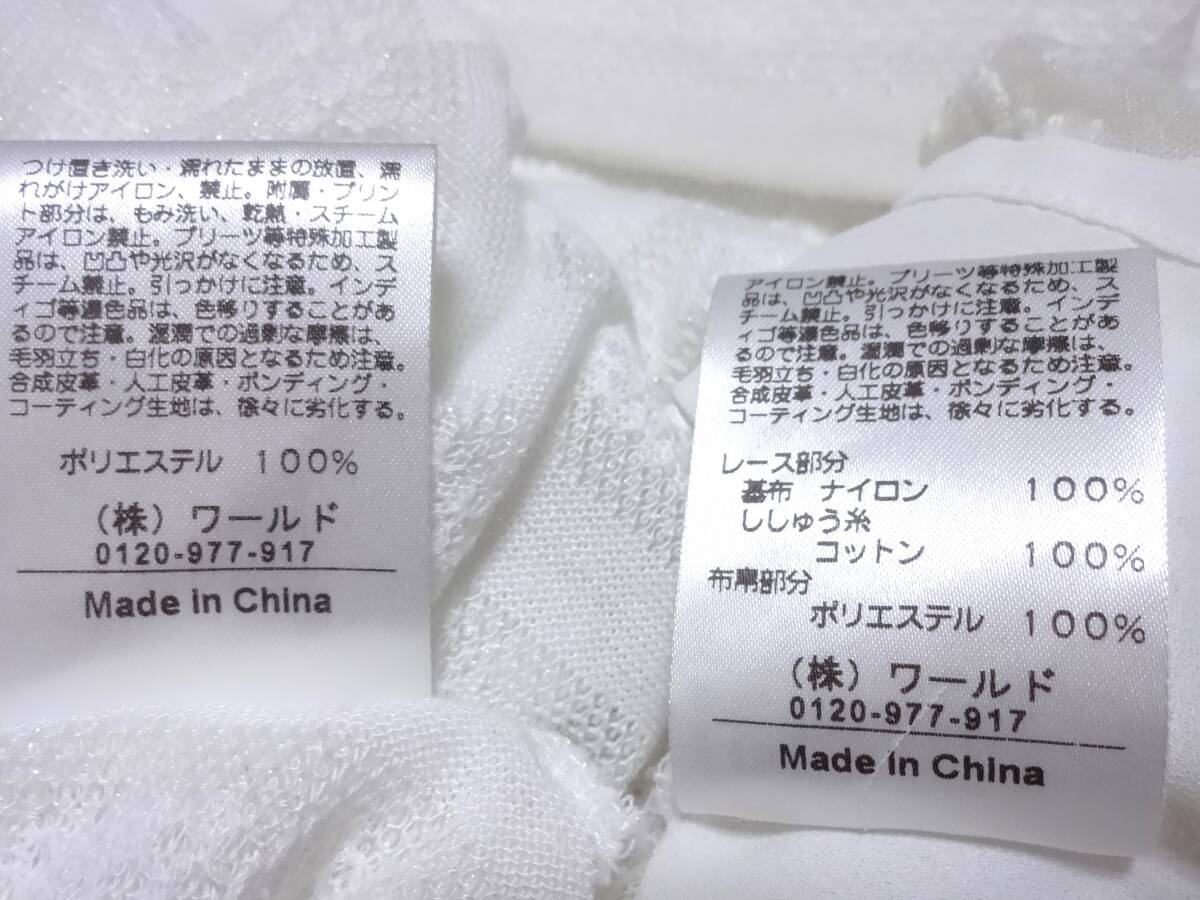 つけ置き洗い・濡れたままの放置、濡
れがけアイロン、禁止。附属・プリン
ト部分は、もみ洗い、乾熱・スチーム
アイロン禁止。プリーツ等特殊加工製
品は、凹凸や光沢がなくなるため、ス
チーム禁止。引っかけに注意。インデ
ィゴ等濃色品は、色移りすることがあ
るので注意。湿潤での過剰な摩擦は、
毛羽立ち・白化の原因となるため注意。
合成皮革・人工皮革・ボンディング・
コーティング生地は、徐々に劣化する。
ポリエステル 100%
(株)ワールド
0120-977-917
Made in China
アイロン禁止。プリーツ等特殊加工製
品は、凹凸や光沢がなくなるため、ス
チーム禁止。引っかけに注意。インデ
ィゴ等濃色品は、色移りすることがあ
るので注意。湿潤での過剰な摩擦は、
毛羽立ち・白化の原因となるため注意。
合成皮革・人工皮革・ボンディング・
コーティング生地は、徐々に劣化する。
レース部分
基布 ナイロン 100%
ししゅう糸
コットン 100%
布帛部分
ポリエステル 100%
(株)ワールド
0120-977-917
Made in China